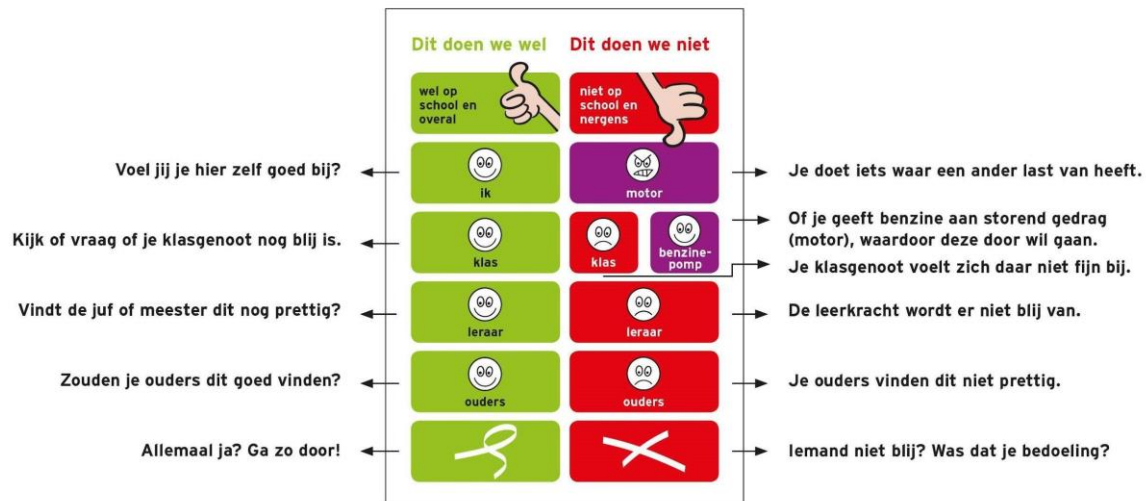 Dit doen we wel
Dit doen we niet
wel op
school en
overal
niet op
school en
nergens
Voel jij je hier zelf goed bij?
ik
motor
Je doet iets waar een ander last van heeft.
Kijk of vraag of je klasgenoot nog blij is.
klas
klas
benzine-
pomp
Of je geeft benzine aan storend gedrag
(motor), waardoor deze door wil gaan.
Je klasgenoot voelt zich daar niet fijn bij.
Vindt de juf of meester dit nog prettig?
leraar
leraar
De leerkracht wordt er niet blij van.
Zouden je ouders dit goed vinden?
ouders
ouders
Je ouders vinden dit niet prettig.
Allemaal ja? Ga zo door!
Iemand niet blij? Was dat je bedoeling?